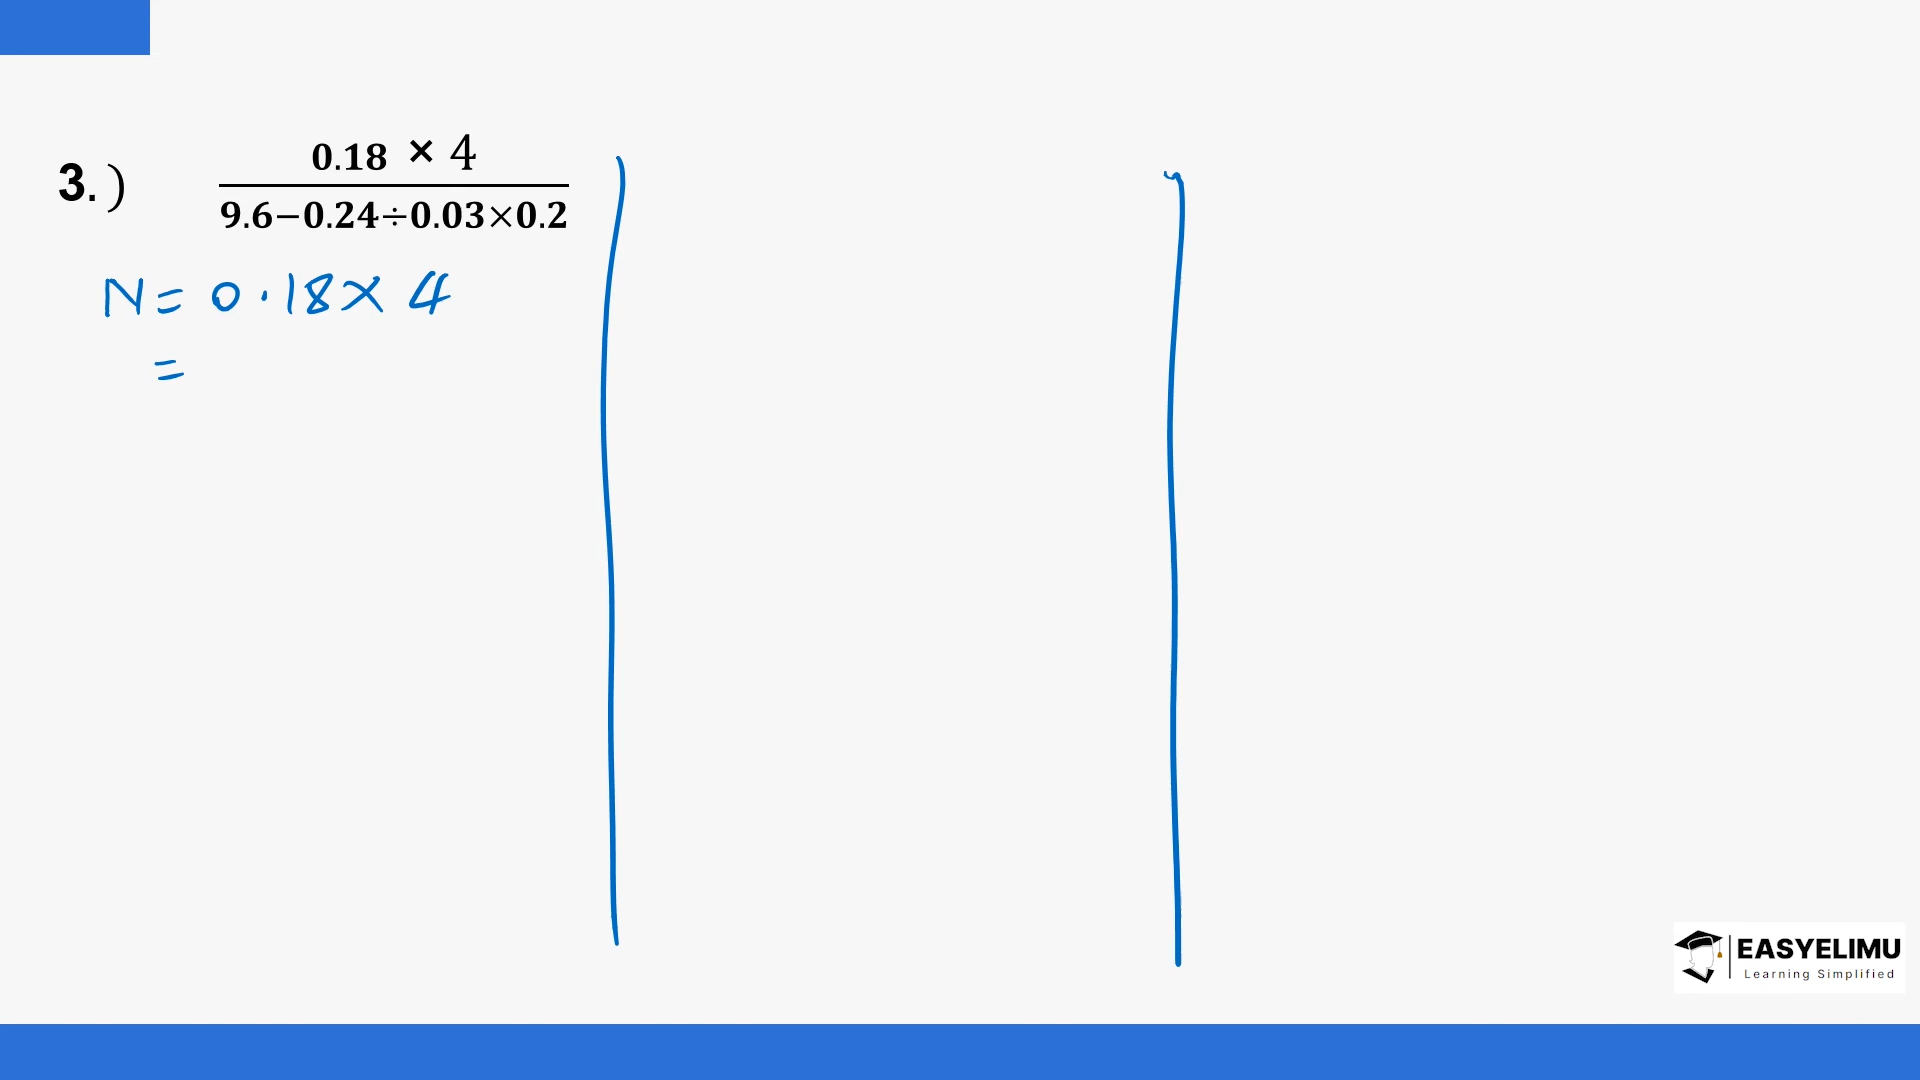 3.)
0.18 × 4
9.6−0.24÷0.03×0.2
N = 0.18 × 4
=
EASYELIMU
Learning Simplified